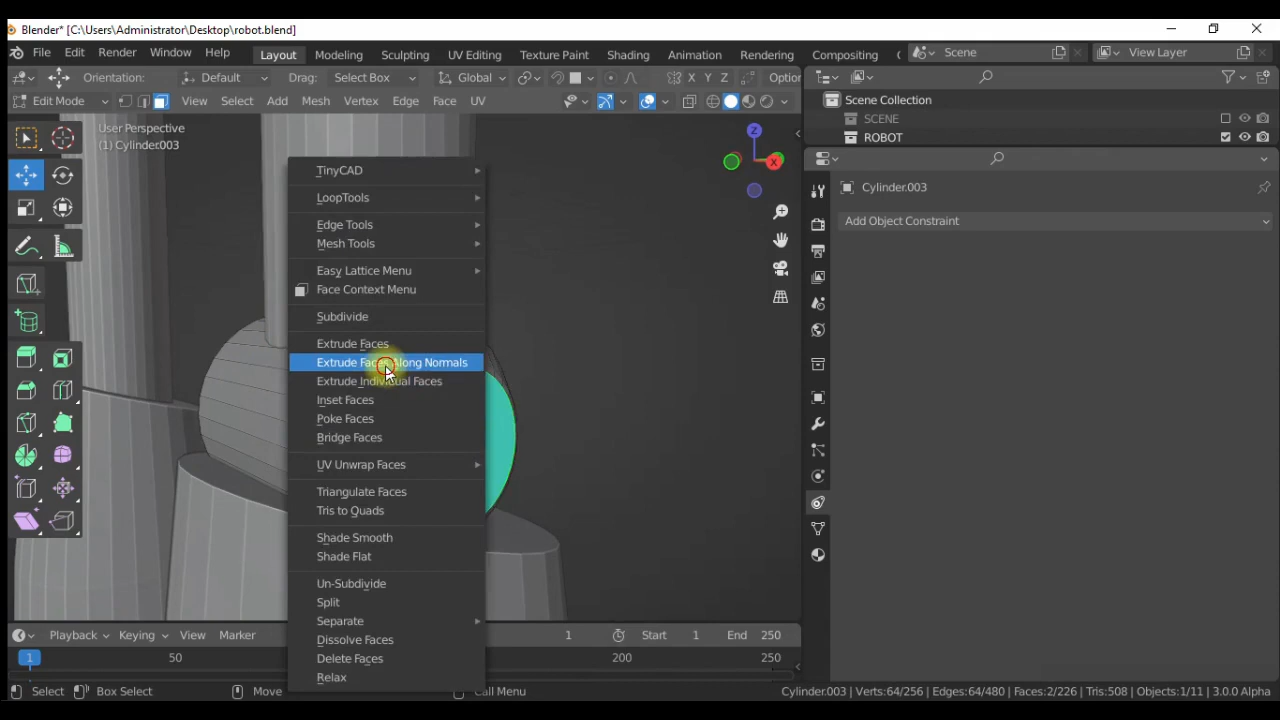 Blender* [C:\Users\Administrator\Desktop\robot.blend]
File Edit Render Window Help
Layout Modeling Sculpting UV Editing Texture Paint Shading Animation Rendering Compositing
Scene
View Layer
Orientation: Default Drag: Select Box Global X Y Z Option
Edit Mode View Select Add Mesh Vertex Edge Face UV
User Perspective
(1) Cylinder.003
Z
X
TinyCAD
LoopTools
Edge Tools
Mesh Tools
Easy Lattice Menu
Face Context Menu
Subdivide
Extrude Faces
Extrude Faces Along Normals
Extrude Individual Faces
Inset Faces
Poke Faces
Bridge Faces
UV Unwrap Faces
Triangulate Faces
Tris to Quads
Shade Smooth
Shade Flat
Un-Subdivide
Split
Separate
Dissolve Faces
Delete Faces
Relax
Scene Collection
SCENE
ROBOT
Cylinder.003
Add Object Constraint
Playback Keying View Marker 1 Start 1 End 250
1 50 200 250
Select Box Select Move Call Menu Cylinder.003 | Verts:64/256 | Edges:64/480 | Faces:2/226 | Tris:508 | Objects:1/11 | 3.0.0 Alpha